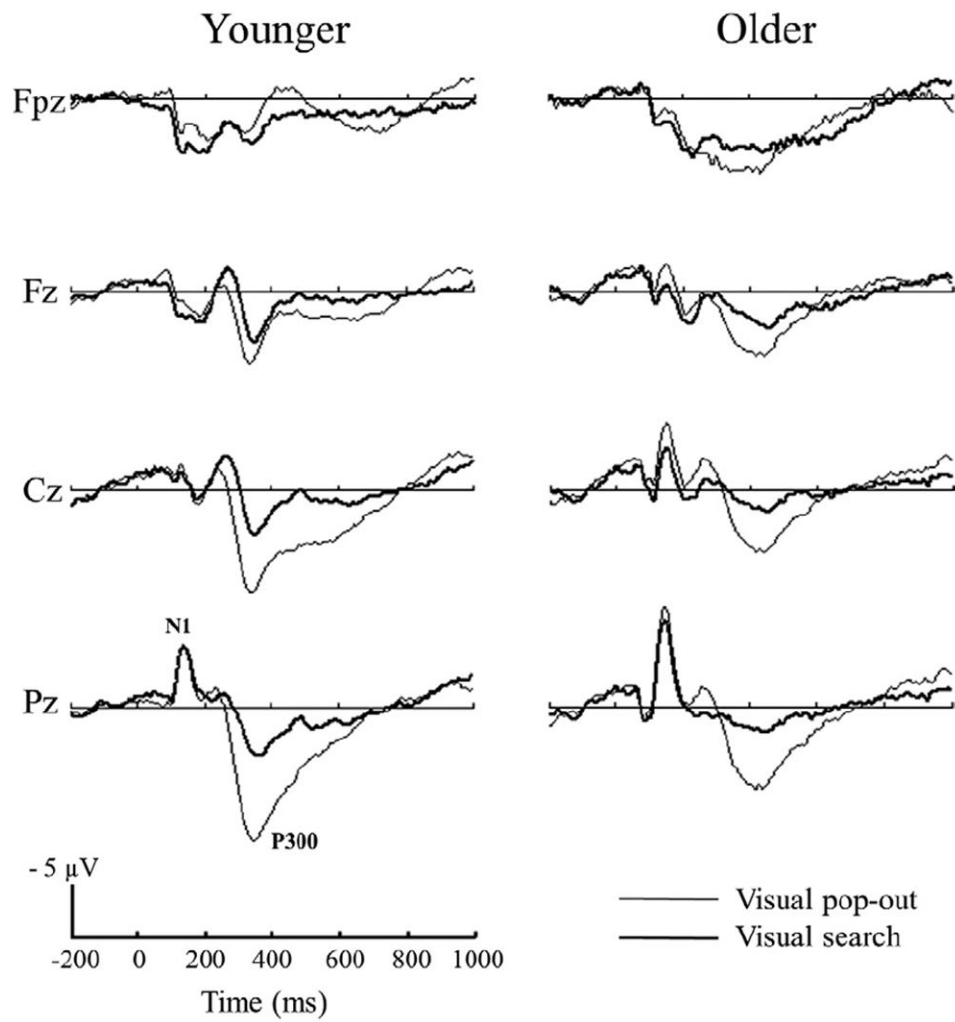 Younger
Older
Fpz
Fz
Cz
N1
Pz
P300
- 5 μV
Visual pop-out
Visual search
-200 0 200 400 600 800 1000
Time (ms)